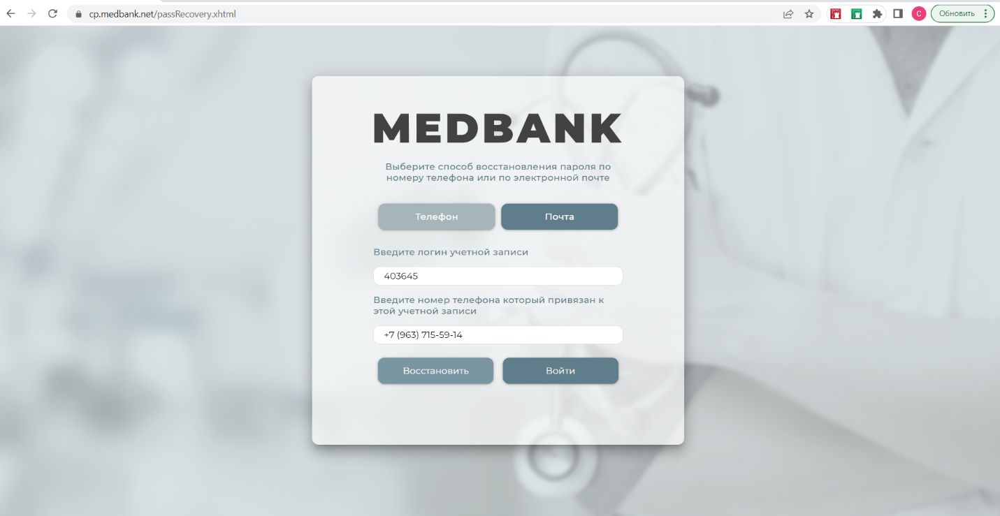 cp.medbank.net/passRecovery.xhtml
С
Обновить
MEDBANK
Выберите способ восстановления пароля по
номеру телефона или по электронной почте
Телефон
Почта
Введите логин учетной записи
403645
Введите номер телефона который привязан к
этой учетной записи
+7 (963) 715-59-14
Восстановить
Войти